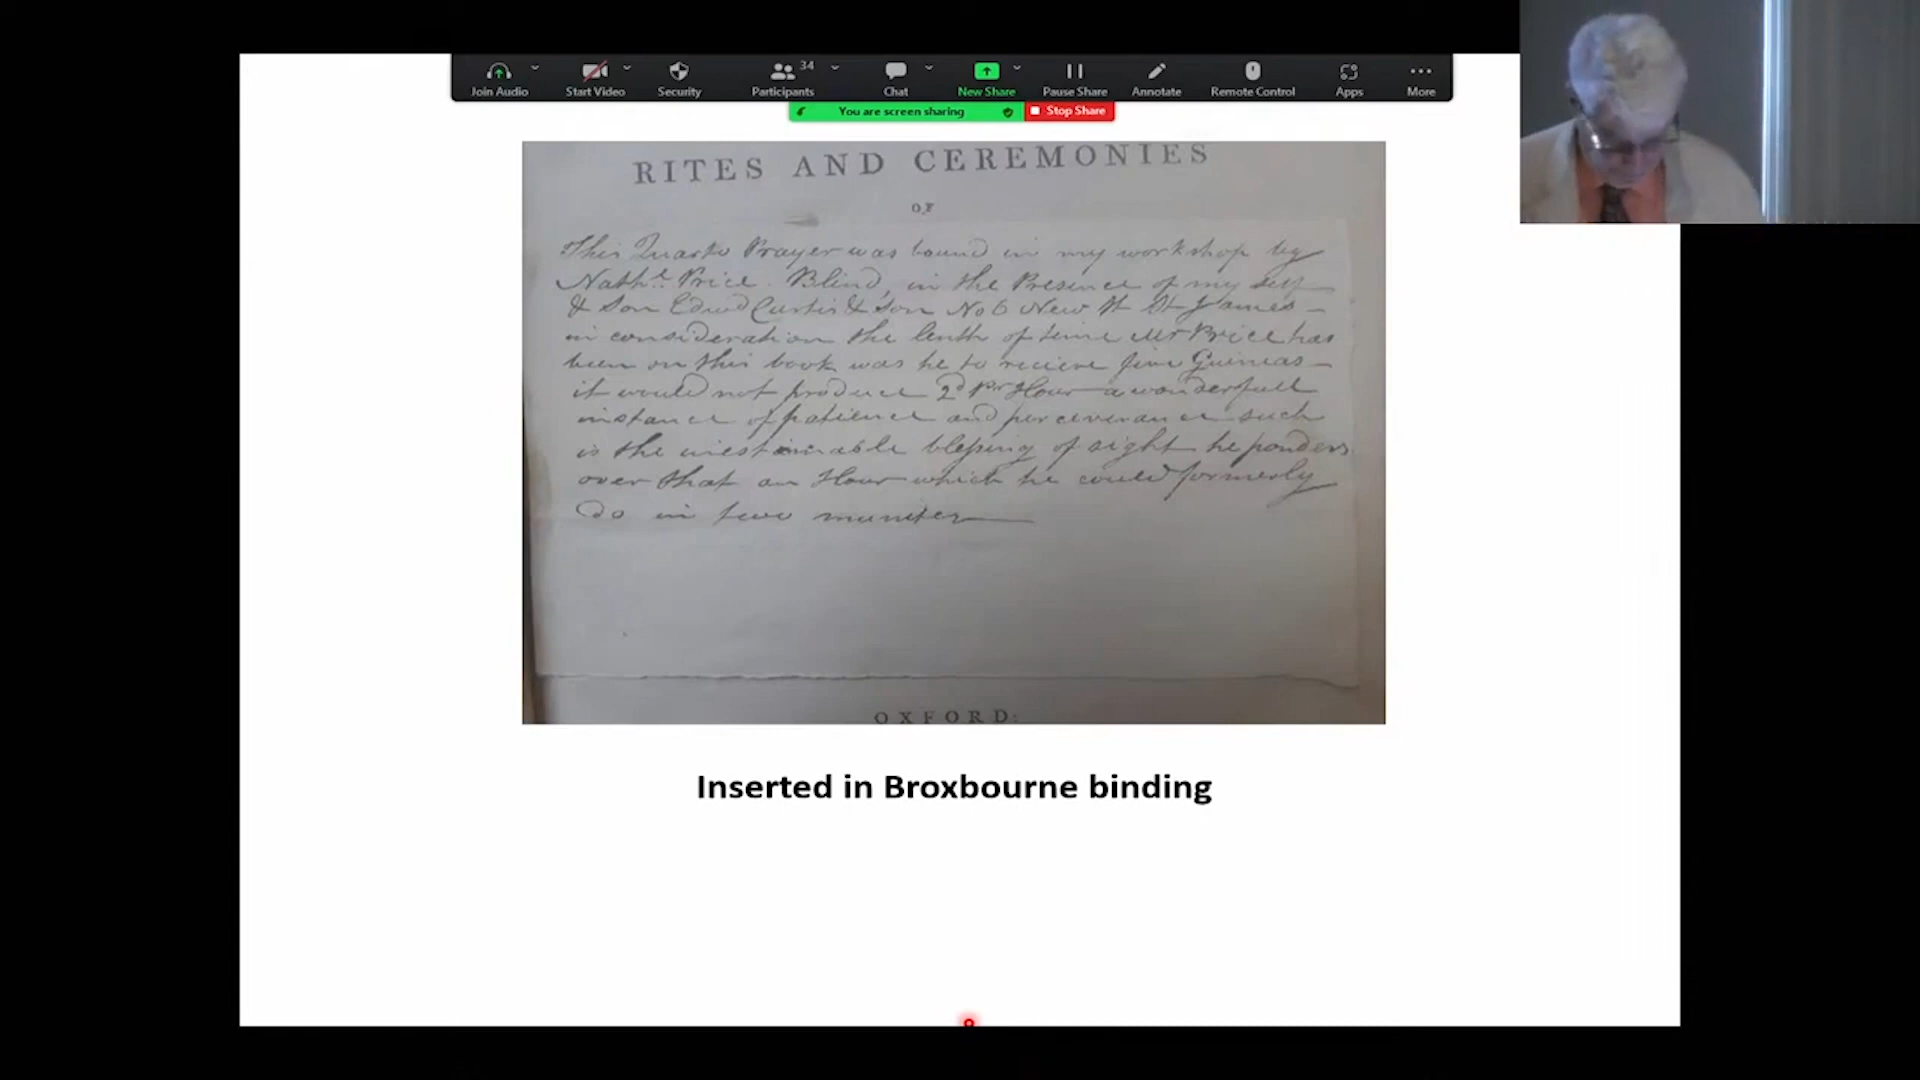 34
Join Audio Start Video Security Participants Chat New Share Pause Share Annotate Remote Control Apps More
You are screen sharing Stop Share
RITES AND CEREMONIES
OF
This Quarto Prayer was bound in my workshop by
Nathl. Price Blind, in the Presence of my self
& Son Edwd Curtis & Son No 6 New St St James –
in consideration the lenth of time Mr Price has
been on this book was he to recieve five Guineas –
it would not produce 2d Pr Hour a wonderfull
instance of patience and perceverance such
is the inestimable blessing of sight he ponders
over that an Hour which he could formerly
do in two munites
OXFORD:
Inserted in Broxbourne binding